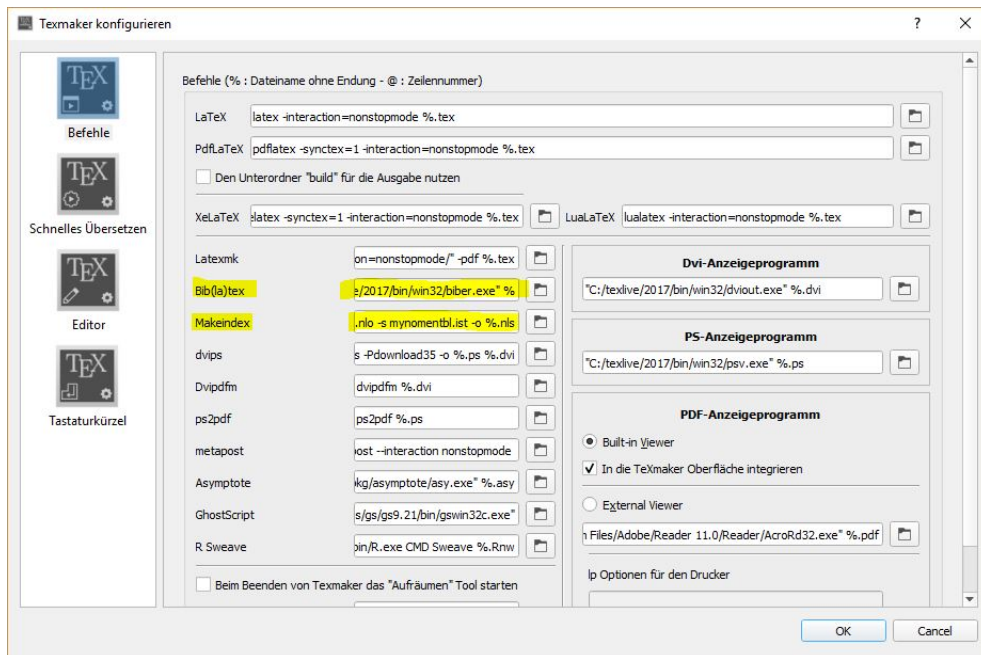 Texmaker konfigurieren
Befehle
Schnelles Übersetzen
Editor
Tastaturkürzel
Befehle (% : Dateiname ohne Endung - @ : Zeilennummer)
LaTeX latex -interaction=nonstopmode %.tex
PdfLaTeX pdflatex -synctex=1 -interaction=nonstopmode %.tex
Den Unterordner "build" für die Ausgabe nutzen
XeLaTeX elatex -synctex=1 -interaction=nonstopmode %.tex LuaLaTeX lualatex -interaction=nonstopmode %.tex
Latexmk on=nonstopmode/" -pdf %.tex
Bib(la)tex e/2017/bin/win32/biber.exe" %
Makeindex .nlo -s mynomentbl.ist -o %.nls
dvips s -Pdownload35 -o %.ps %.dvi
Dvipdfm dvipdfm %.dvi
ps2pdf ps2pdf %.ps
metapost post --interaction nonstopmode
Asymptote kg/asymptote/asy.exe" %.asy
GhostScript s/gs/gs9.21/bin/gswin32c.exe"
R Sweave bin/R.exe CMD Sweave %.Rnw
Beim Beenden von Texmaker das "Aufräumen" Tool starten
Dvi-Anzeigeprogramm
"C:/texlive/2017/bin/win32/dviout.exe" %.dvi
PS-Anzeigeprogramm
"C:/texlive/2017/bin/win32/psv.exe" %.ps
PDF-Anzeigeprogramm
Built-in Viewer
In die TeXmaker Oberfläche integrieren
External Viewer
n Files/Adobe/Reader 11.0/Reader/AcroRd32.exe" %.pdf
lp Optionen für den Drucker
OK Cancel